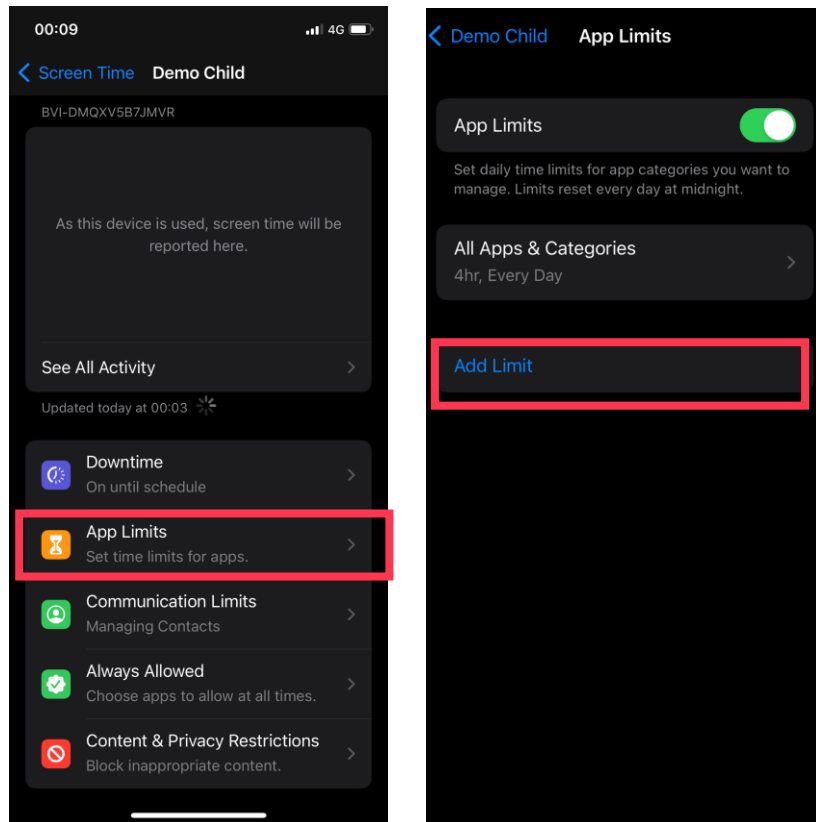 00:09
4G
Screen Time
Demo Child
BVI-DMQXV5B7JMVR
As this device is used, screen time will be
reported here.
See All Activity
Updated today at 00:03
Downtime
On until schedule
App Limits
Set time limits for apps.
Communication Limits
Managing Contacts
Always Allowed
Choose apps to allow at all times.
Content & Privacy Restrictions
Block inappropriate content.
Demo Child
App Limits
App Limits
Set daily time limits for app categories you want to
manage. Limits reset every day at midnight.
All Apps & Categories
4hr, Every Day
Add Limit